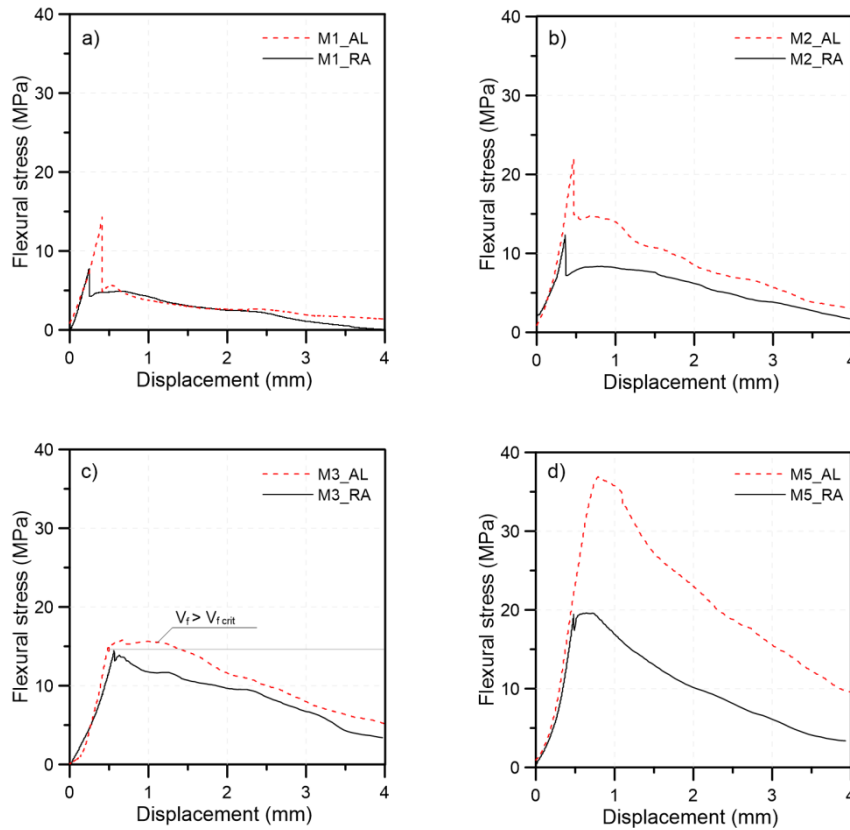 a)
M1_AL
M1_RA
Flexural stress (MPa)
40
30
20
10
0
0 1 2 3 4
Displacement (mm)
b)
M2_AL
M2_RA
Flexural stress (MPa)
40
30
20
10
0
0 1 2 3 4
Displacement (mm)
c)
M3_AL
M3_RA
Vf > Vf crit
Flexural stress (MPa)
40
30
20
10
0
0 1 2 3 4
Displacement (mm)
d)
M5_AL
M5_RA
Flexural stress (MPa)
40
30
20
10
0
0 1 2 3 4
Displacement (mm)